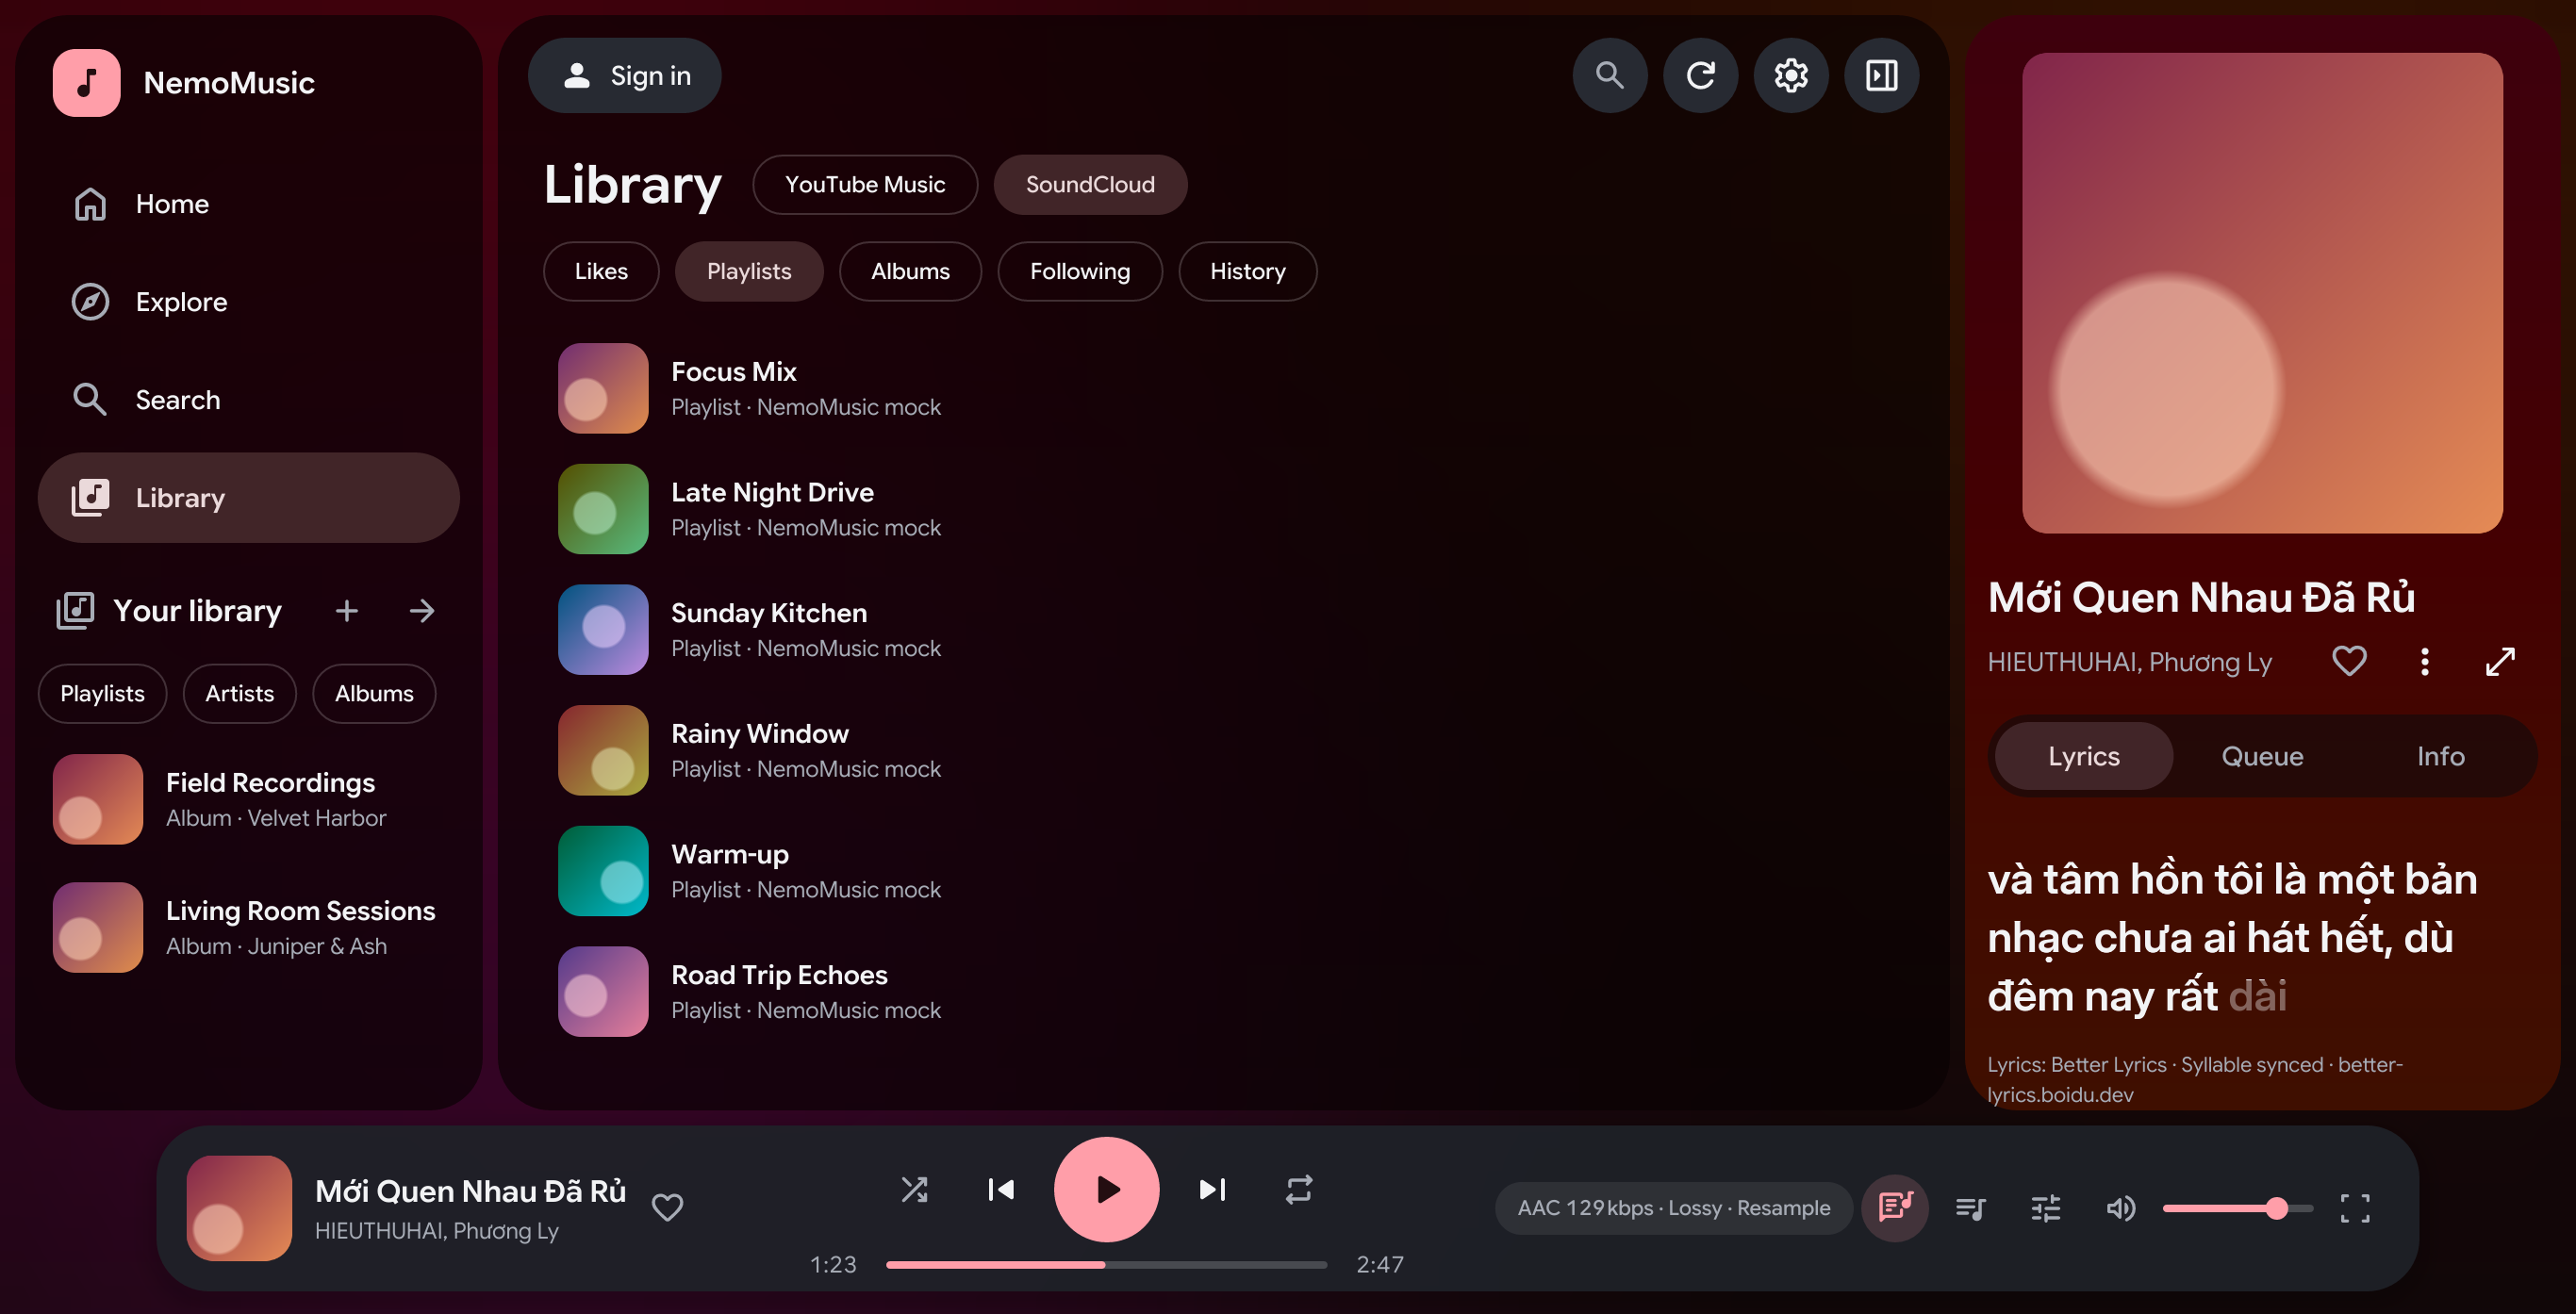 NemoMusic
Home
Explore
Search
Library
Your library
Playlists
Artists
Albums
Field Recordings
Album · Velvet Harbor
Living Room Sessions
Album · Juniper & Ash
Sign in
Library
YouTube Music
SoundCloud
Likes
Playlists
Albums
Following
History
Focus Mix
Playlist · NemoMusic mock
Late Night Drive
Playlist · NemoMusic mock
Sunday Kitchen
Playlist · NemoMusic mock
Rainy Window
Playlist · NemoMusic mock
Warm-up
Playlist · NemoMusic mock
Road Trip Echoes
Playlist · NemoMusic mock
Mới Quen Nhau Đã Rủ
HIEUTHUHAI, Phương Ly
Lyrics
Queue
Info
và tâm hồn tôi là một bản
nhạc chưa ai hát hết, dù
đêm nay rất dài
Lyrics: Better Lyrics · Syllable synced · better-
lyrics.boidu.dev
Mới Quen Nhau Đã Rủ
HIEUTHUHAI, Phương Ly
1:23
2:47
AAC 129 kbps · Lossy · Resample